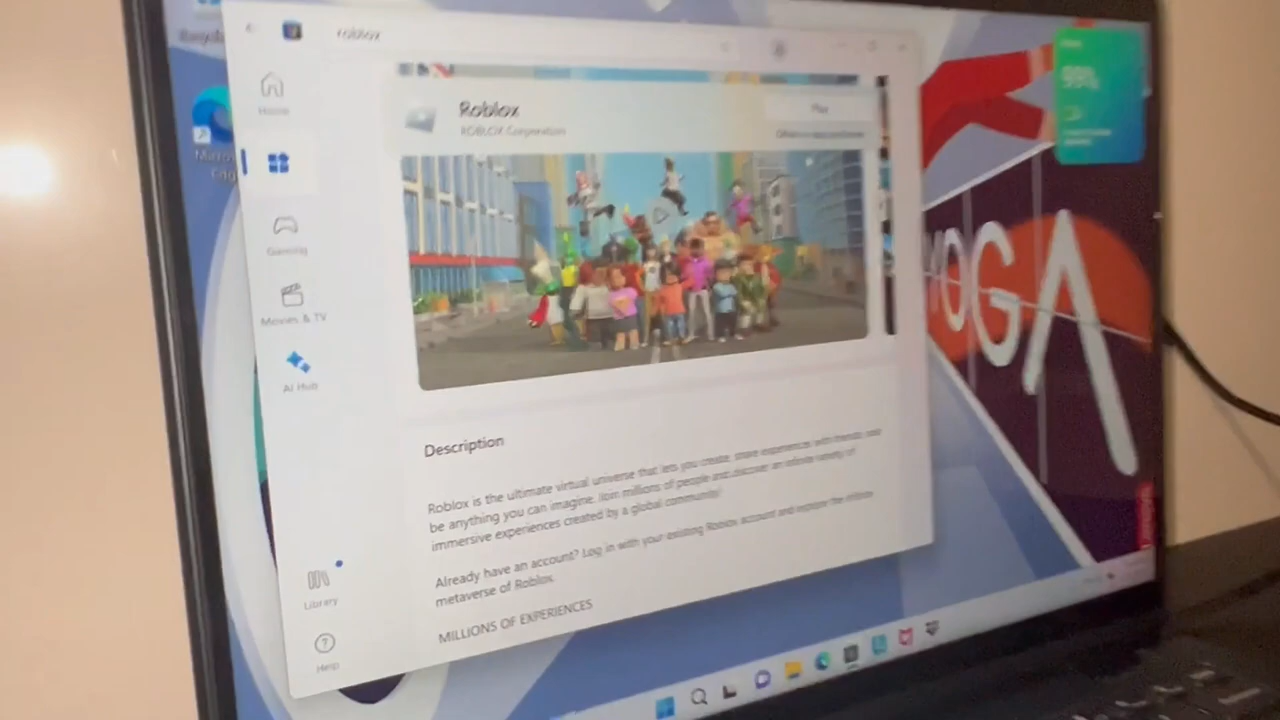 roblox
Home
Roblox
ROBLOX Corporation
Play
99%
Gaming
Movies & TV
AI Hub
YOGA
Description
Roblox is the ultimate virtual universe that lets you create, share experiences with friends, and
be anything you can imagine. Join millions of people and discover an infinite variety of
immersive experiences created by a global community!
Already have an account? Log in with your existing Roblox account and explore the infinite
metaverse of Roblox.
MILLIONS OF EXPERIENCES
Library
Help